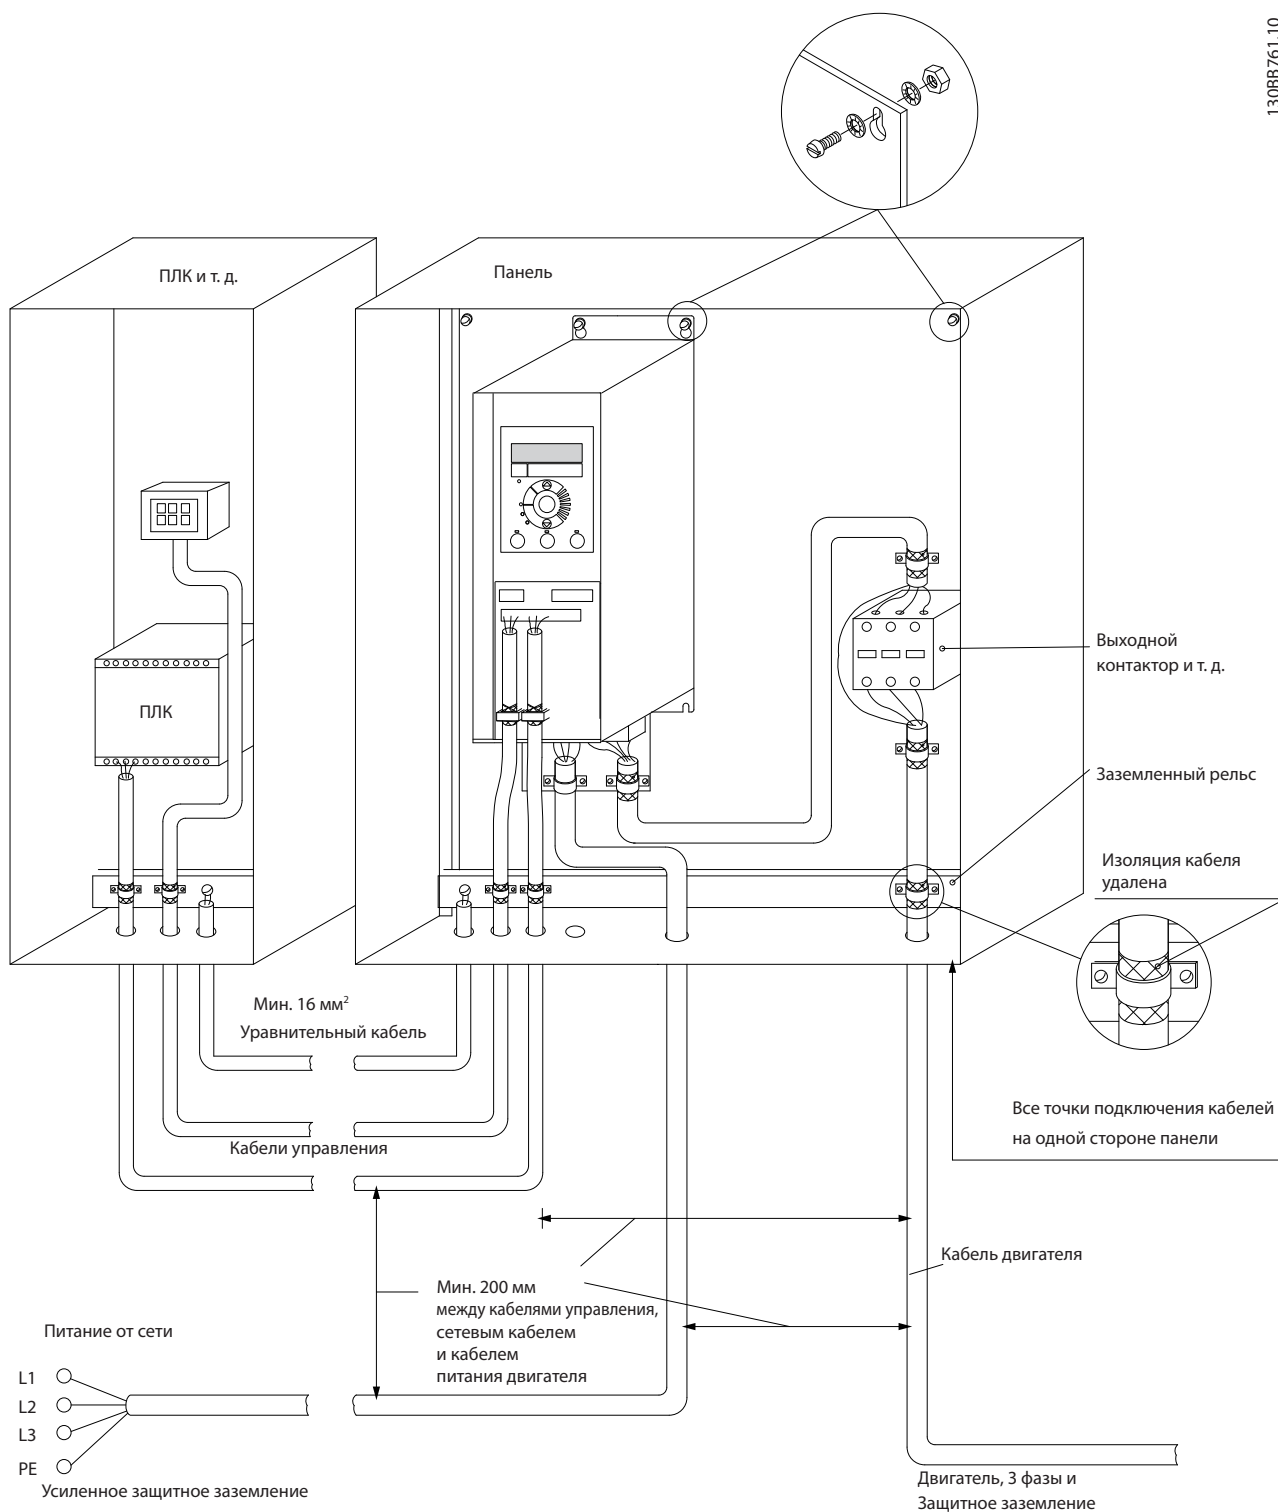 130BB761.10
ПЛК и т. д.
Панель
ПЛК
Выходной
контактор и т. д.
Заземленный рельс
Изоляция кабеля
удалена
Мин. 16 мм²
Уравнительный кабель
Все точки подключения кабелей
на одной стороне панели
Кабели управления
Кабель двигателя
Мин. 200 мм
между кабелями управления,
сетевым кабелем
и кабелем
питания двигателя
Питание от сети
L1
L2
L3
PE
Усиленное защитное заземление
Двигатель, 3 фазы и
Защитное заземление